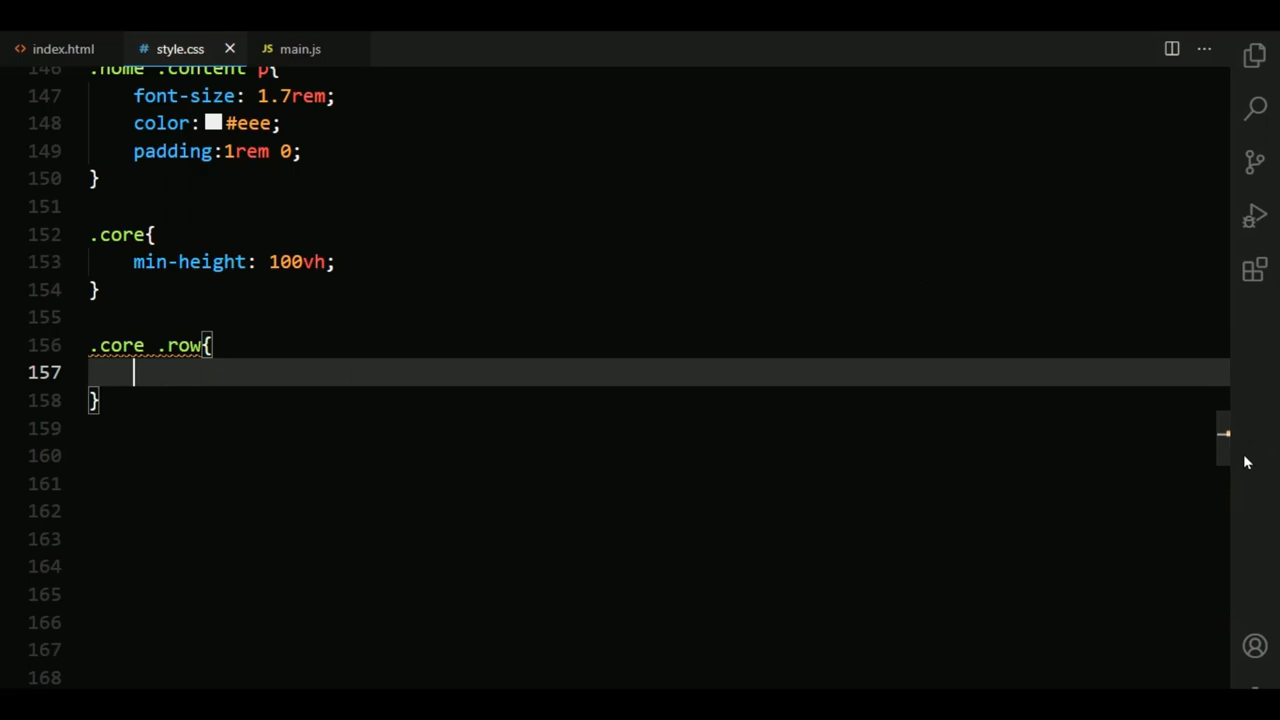 index.html style.css main.js
146 .home .content p{
147 font-size: 1.7rem;
148 color: #eee;
149 padding:1rem 0;
150 }
151
152 .core{
153 min-height: 100vh;
154 }
155
156 .core .row{
157
158 }
159
160
161
162
163
164
165
166
167
168